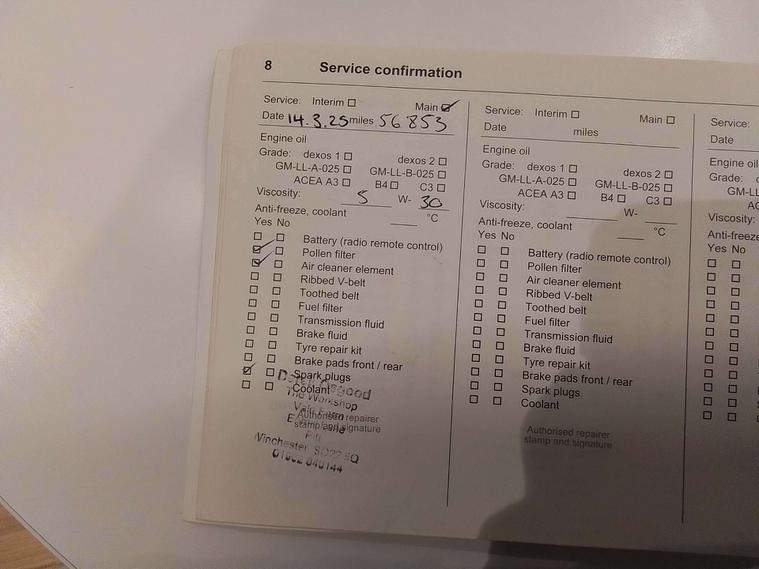 8 Service confirmation
Service: Interim ☐ Main ☑
Date 14.3.25 miles 56853
Engine oil
Grade: dexos 1 ☐ dexos 2 ☐
GM-LL-A-025 ☐ GM-LL-B-025 ☐
ACEA A3 ☐ B4 ☐ C3 ☐
Viscosity: 5 W- 30
Anti-freeze, coolant °C
Yes No
☐ ☐ Battery (radio remote control)
☑ ☐ Pollen filter
☑ ☐ Air cleaner element
☐ ☐ Ribbed V-belt
☐ ☐ Toothed belt
☐ ☐ Fuel filter
☐ ☐ Transmission fluid
☐ ☐ Brake fluid
☐ ☐ Tyre repair kit
☐ ☐ Brake pads front / rear
☑ ☐ Spark plugs
☐ ☐ Coolant
The Workshop
Authorised repairer
stamp and signature
Winchester
Service: Interim ☐ Main ☐
Date miles
Engine oil
Grade: dexos 1 ☐ dexos 2 ☐
GM-LL-A-025 ☐ GM-LL-B-025 ☐
ACEA A3 ☐ B4 ☐ C3 ☐
Viscosity: W-
Anti-freeze, coolant °C
Yes No
☐ ☐ Battery (radio remote control)
☐ ☐ Pollen filter
☐ ☐ Air cleaner element
☐ ☐ Ribbed V-belt
☐ ☐ Toothed belt
☐ ☐ Fuel filter
☐ ☐ Transmission fluid
☐ ☐ Brake fluid
☐ ☐ Tyre repair kit
☐ ☐ Brake pads front / rear
☐ ☐ Spark plugs
☐ ☐ Coolant
Authorised repairer
stamp and signature
Service:
Date
Engine oil
Grade:
GM-LL
Viscosity:
Anti-freeze
Yes No